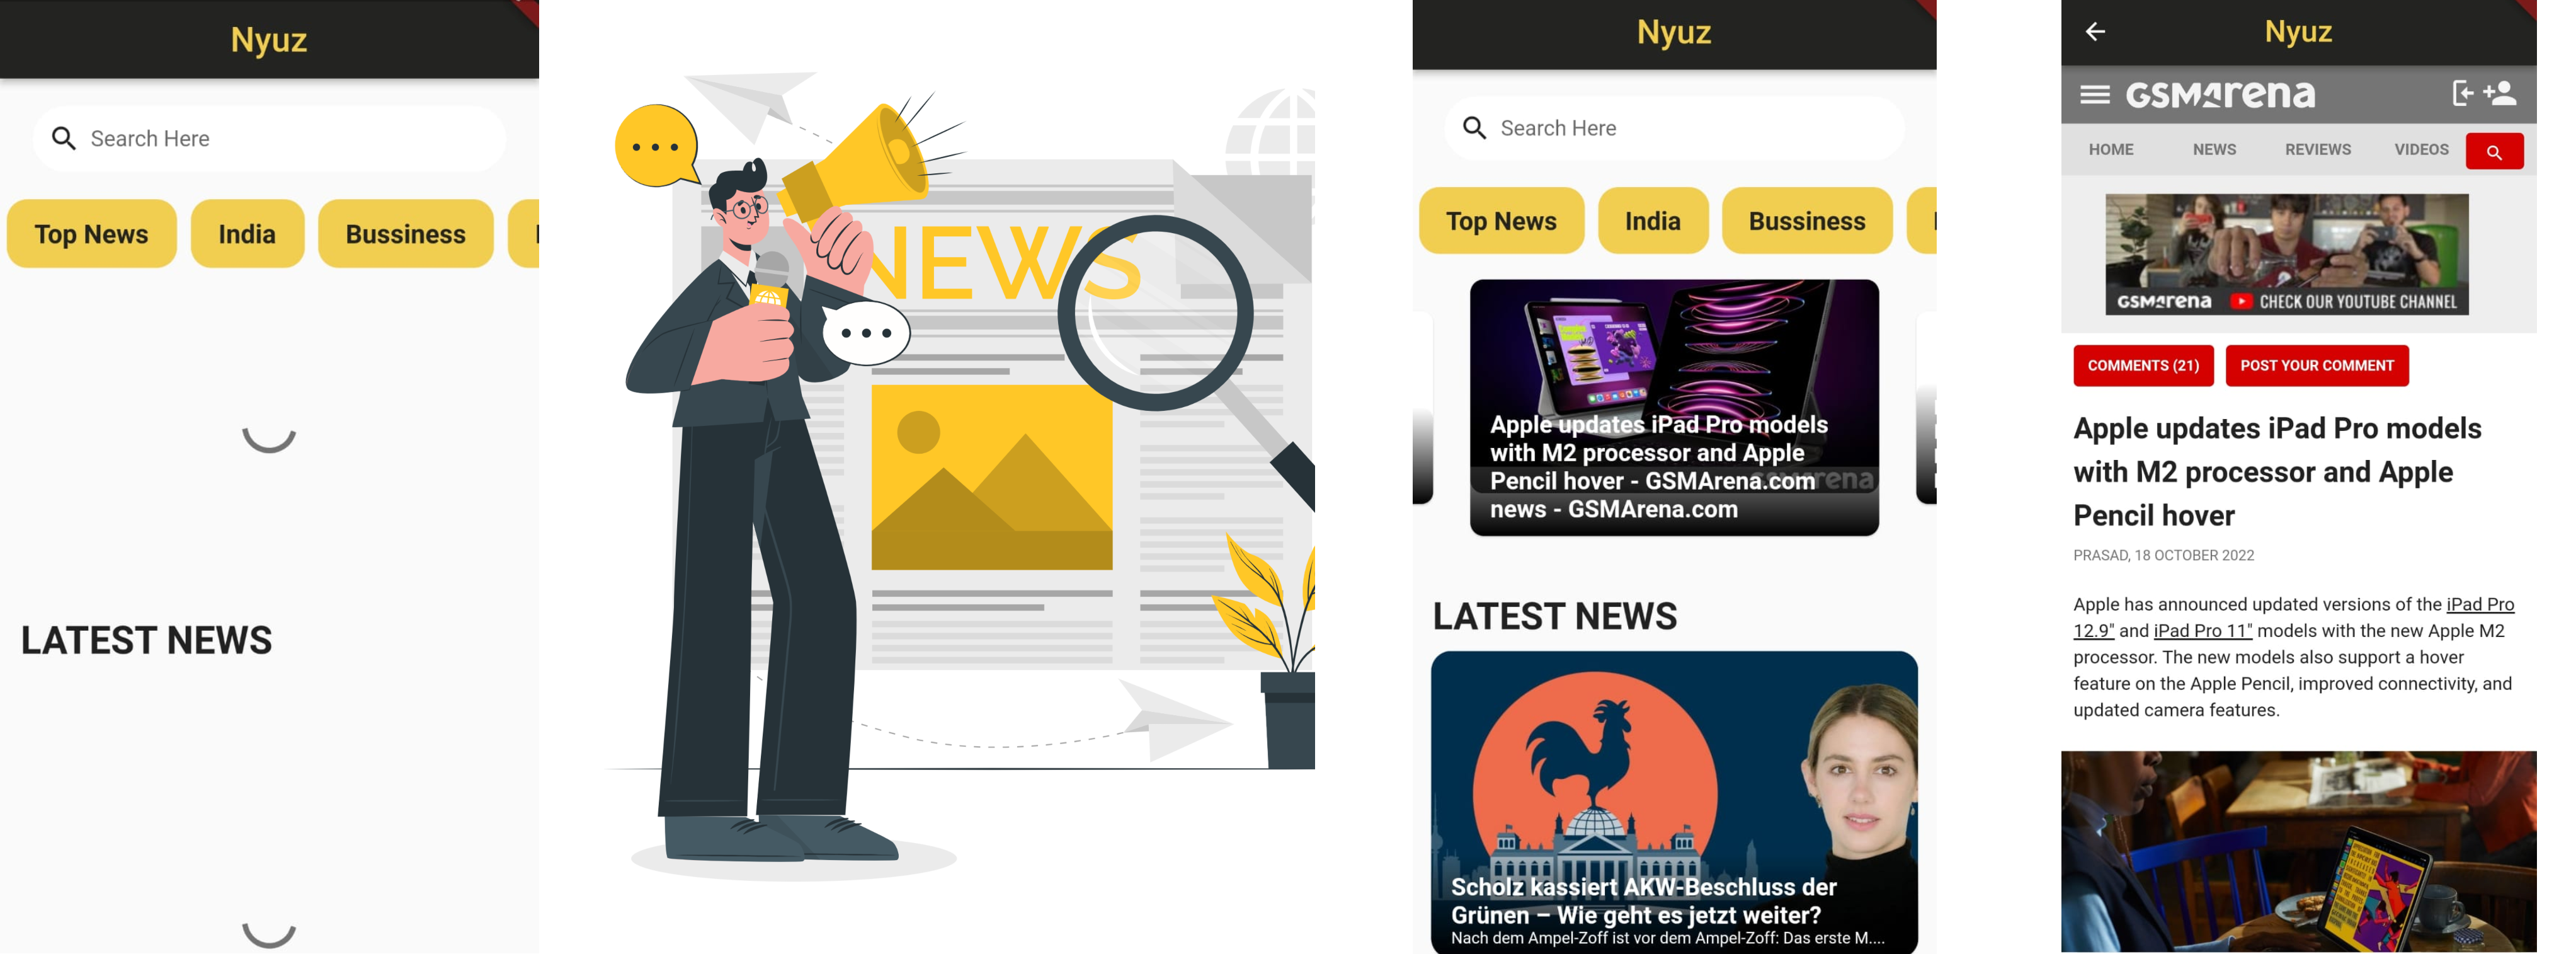 Nyuz
Search Here
Top News
India
Bussiness
LATEST NEWS
NEWS
Nyuz
Search Here
Top News
India
Bussiness
Apple updates iPad Pro models
with M2 processor and Apple
Pencil hover - GSMArena.com
news - GSMArena.com
LATEST NEWS
Scholz kassiert AKW-Beschluss der
Grünen – Wie geht es jetzt weiter?
Nach dem Ampel-Zoff ist vor dem Ampel-Zoff: Das erste M....
Nyuz
GSMArena
HOME NEWS REVIEWS VIDEOS
GSMArena CHECK OUR YOUTUBE CHANNEL
COMMENTS (21) POST YOUR COMMENT
Apple updates iPad Pro models
with M2 processor and Apple
Pencil hover
PRASAD, 18 OCTOBER 2022
Apple has announced updated versions of the iPad Pro
12.9" and iPad Pro 11" models with the new Apple M2
processor. The new models also support a hover
feature on the Apple Pencil, improved connectivity, and
updated camera features.